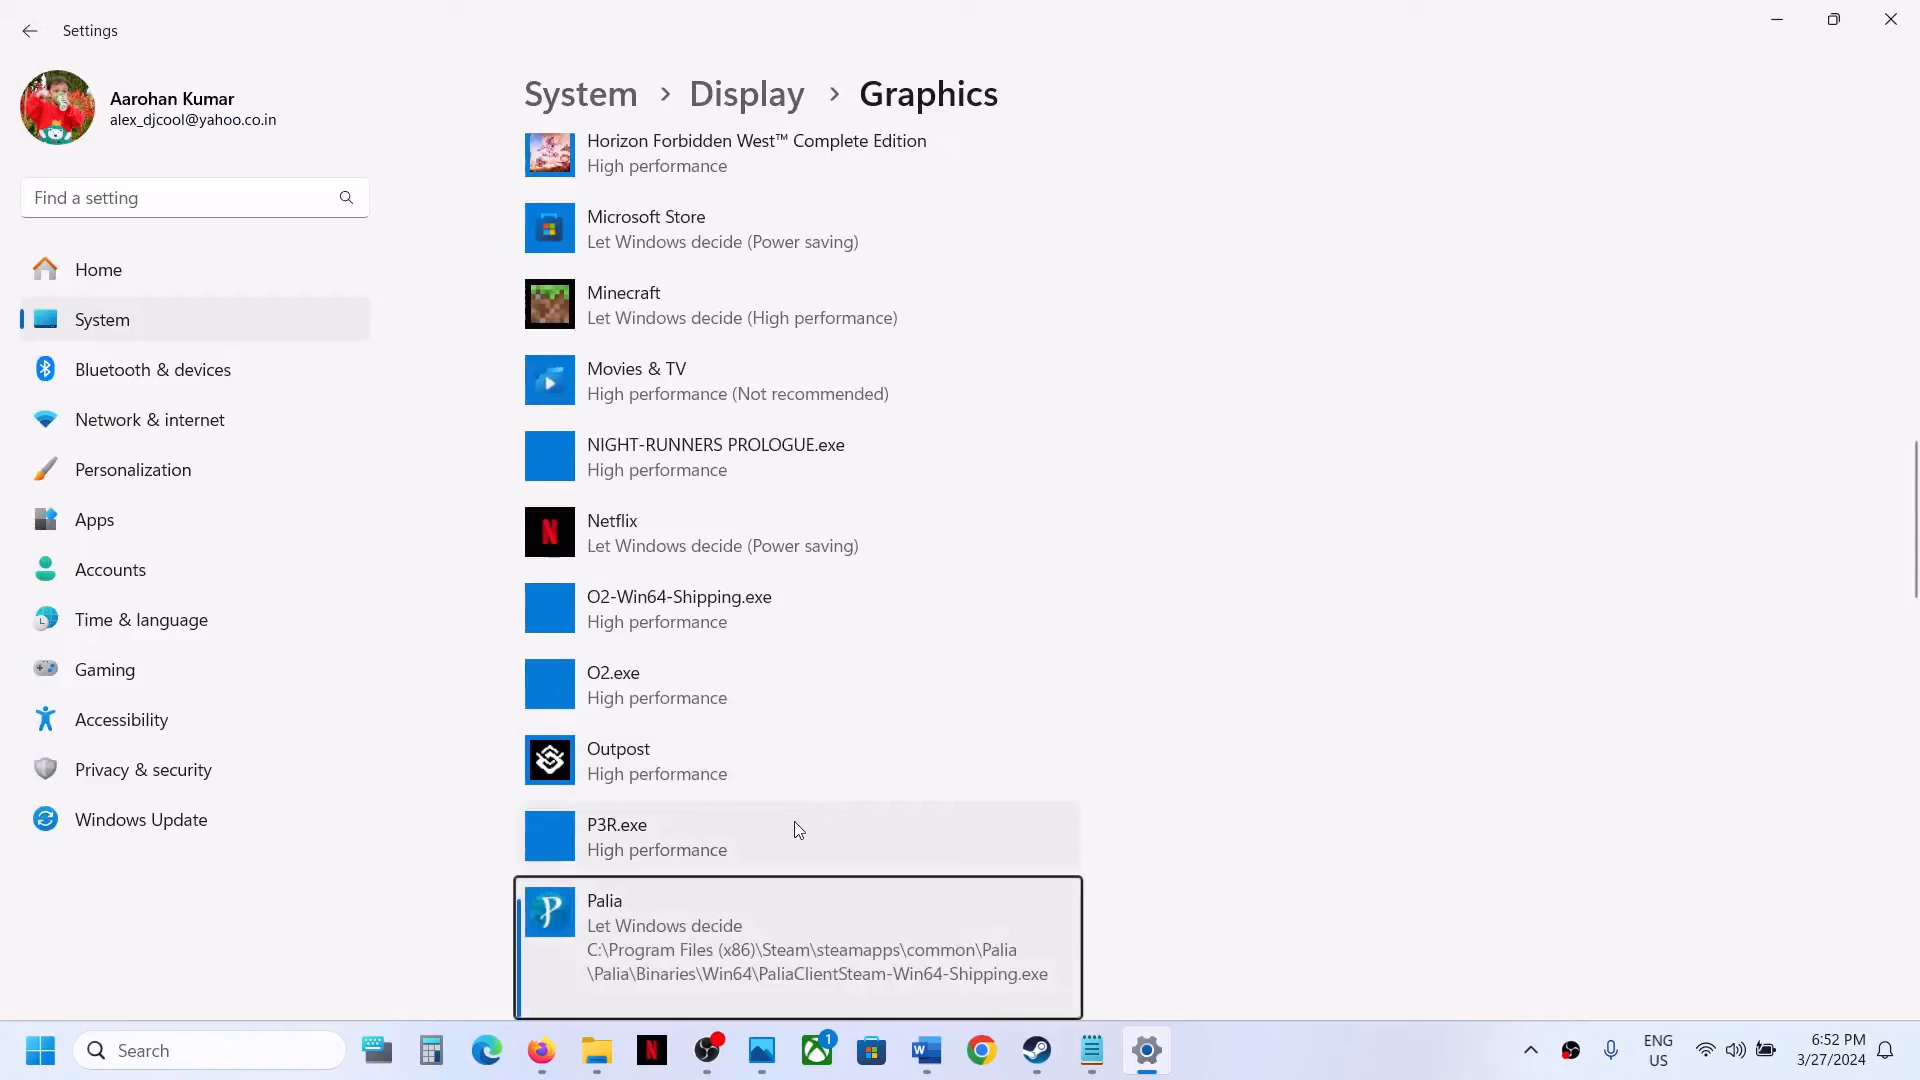 Settings
Aarohan Kumar
alex_djcool@yahoo.co.in
Find a setting
Home
System
Bluetooth & devices
Network & internet
Personalization
Apps
Accounts
Time & language
Gaming
Accessibility
Privacy & security
Windows Update
System > Display > Graphics
Horizon Forbidden West™ Complete Edition
High performance
Microsoft Store
Let Windows decide (Power saving)
Minecraft
Let Windows decide (High performance)
Movies & TV
High performance (Not recommended)
NIGHT-RUNNERS PROLOGUE.exe
High performance
N
Netflix
Let Windows decide (Power saving)
O2-Win64-Shipping.exe
High performance
O2.exe
High performance
Outpost
High performance
P3R.exe
High performance
P
Palia
Let Windows decide
C:\Program Files (x86)\Steam\steamapps\common\Palia
\Palia\Binaries\Win64\PaliaClientSteam-Win64-Shipping.exe
Search
N
1
W
ENG
US
6:52 PM
3/27/2024